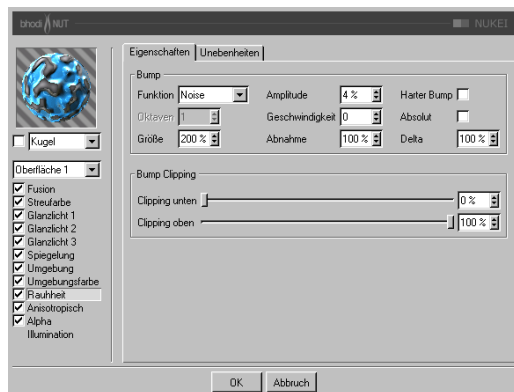 bhodi NUT
NUKEI
Eigenschaften
Unebenheiten
Bump
Funktion Noise
Amplitude 4 %
Harter Bump
Oktaven 1
Geschwindigkeit 0
Absolut
Größe 200 %
Abnahme 100 %
Delta 100 %
Bump Clipping
Clipping unten 0 %
Clipping oben 100 %
Kugel
Oberfläche 1
Fusion
Streufarbe
Glanzlicht 1
Glanzlicht 2
Glanzlicht 3
Spiegelung
Umgebung
Umgebungsfarbe
Rauhheit
Anisotropisch
Alpha
Illumination
OK
Abbruch